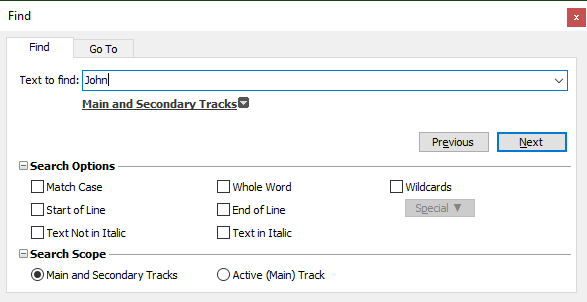 Find
x
Find Go To
Text to find: John
Main and Secondary Tracks
Previous Next
Search Options
Match Case Whole Word Wildcards
Start of Line End of Line Special ▼
Text Not in Italic Text in Italic
Search Scope
Main and Secondary Tracks Active (Main) Track